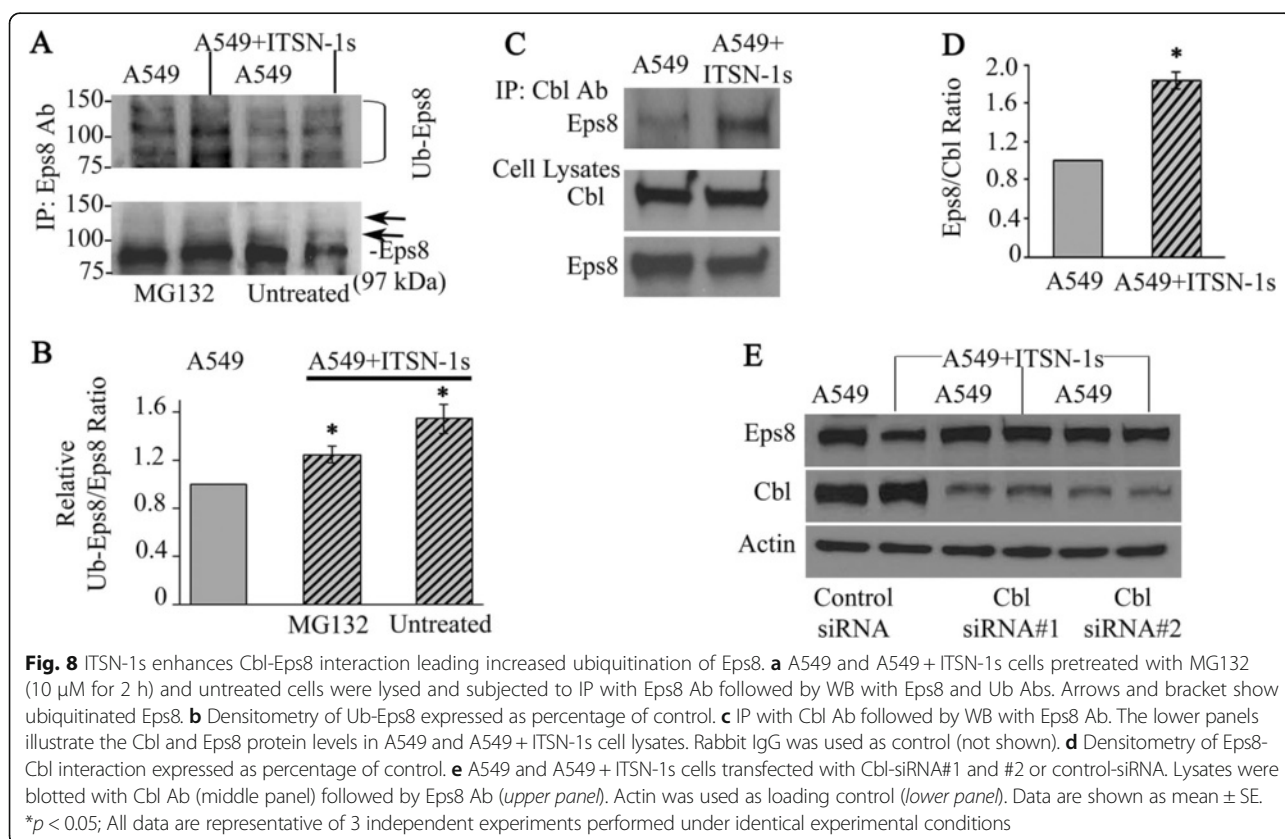 A
A549+ITSN-1s
A549 A549
IP: Eps8 Ab
150
100
75
Ub-Eps8
150
100
75
-Eps8
(97 kDa)
MG132 Untreated
B
A549 A549+ITSN-1s
Relative
Ub-Eps8/Eps8 Ratio
1.6
1.2
0.8
0.4
0
*
*
MG132 Untreated
C
A549 A549+
ITSN-1s
IP: Cbl Ab
Eps8
Cell Lysates
Cbl
Eps8
D
Eps8/Cbl Ratio
2.0
1.6
1.2
0.8
0.4
0
*
A549 A549+ITSN-1s
E
A549+ITSN-1s
A549 A549 A549
Eps8
Cbl
Actin
Control Cbl Cbl
siRNA siRNA#1 siRNA#2
Fig. 8 ITSN-1s enhances Cbl-Eps8 interaction leading increased ubiquitination of Eps8. a A549 and A549 + ITSN-1s cells pretreated with MG132
(10 μM for 2 h) and untreated cells were lysed and subjected to IP with Eps8 Ab followed by WB with Eps8 and Ub Abs. Arrows and bracket show
ubiquitinated Eps8. b Densitometry of Ub-Eps8 expressed as percentage of control. c IP with Cbl Ab followed by WB with Eps8 Ab. The lower panels
illustrate the Cbl and Eps8 protein levels in A549 and A549 + ITSN-1s cell lysates. Rabbit IgG was used as control (not shown). d Densitometry of Eps8-
Cbl interaction expressed as percentage of control. e A549 and A549 + ITSN-1s cells transfected with Cbl-siRNA#1 and #2 or control-siRNA. Lysates were
blotted with Cbl Ab (middle panel) followed by Eps8 Ab (upper panel). Actin was used as loading control (lower panel). Data are shown as mean ± SE.
*p < 0.05; All data are representative of 3 independent experiments performed under identical experimental conditions